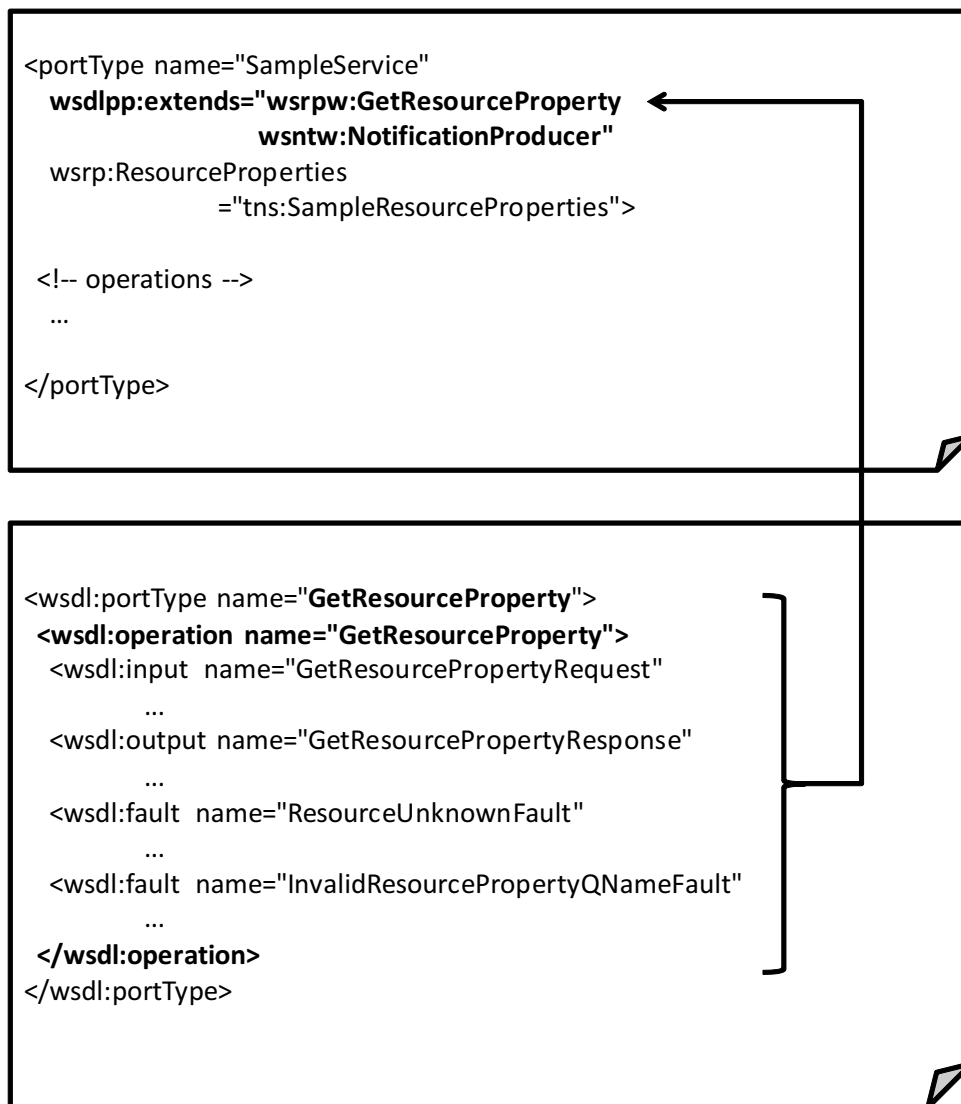 <portType name="SampleService"
wsdlpp:extends="wsrpw:GetResourceProperty
wsntw:NotificationProducer"
wsrp:ResourceProperties
="tns:SampleResourceProperties">
<!-- operations -->
...
</portType>
<wsdl:portType name="GetResourceProperty">
<wsdl:operation name="GetResourceProperty">
<wsdl:input name="GetResourcePropertyRequest"
...
<wsdl:output name="GetResourcePropertyResponse"
...
<wsdl:fault name="ResourceUnknownFault"
...
<wsdl:fault name="InvalidResourcePropertyQNameFault"
...
</wsdl:operation>
</wsdl:portType>